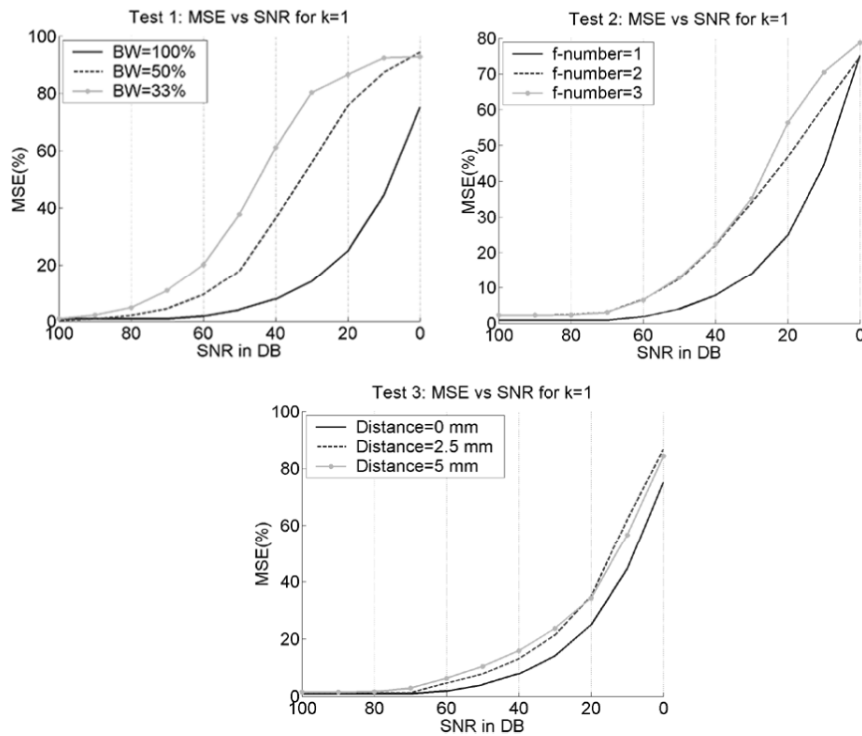 Test 1: MSE vs SNR for k=1
100
80
60
40
20
0
MSE(%)
BW=100%
BW=50%
BW=33%
100 80 60 40 20 0
SNR in DB
Test 2: MSE vs SNR for k=1
80
70
60
50
40
30
20
10
0
MSE(%)
f-number=1
f-number=2
f-number=3
100 80 60 40 20 0
SNR in DB
Test 3: MSE vs SNR for k=1
100
80
60
40
20
0
MSE(%)
Distance=0 mm
Distance=2.5 mm
Distance=5 mm
100 80 60 40 20 0
SNR in DB